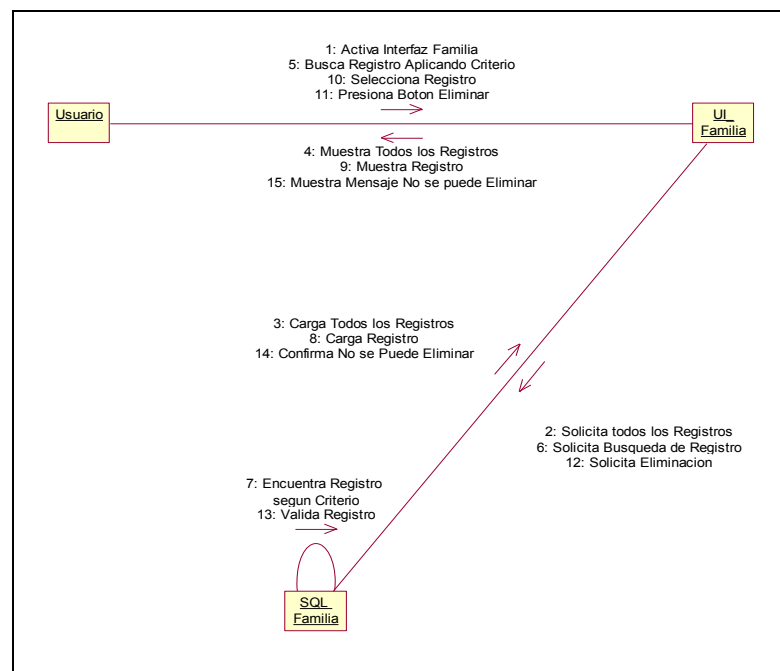 1: Activa Interfaz Familia
5: Busca Registro Aplicando Criterio
10: Selecciona Registro
11: Presiona Boton Eliminar
Usuario
UI_
Familia
4: Muestra Todos los Registros
9: Muestra Registro
15: Muestra Mensaje No se puede Eliminar
3: Carga Todos los Registros
8: Carga Registro
14: Confirma No se Puede Eliminar
2: Solicita todos los Registros
6: Solicita Busqueda de Registro
12: Solicita Eliminacion
7: Encuentra Registro
segun Criterio
13: Valida Registro
SQL_
Familia